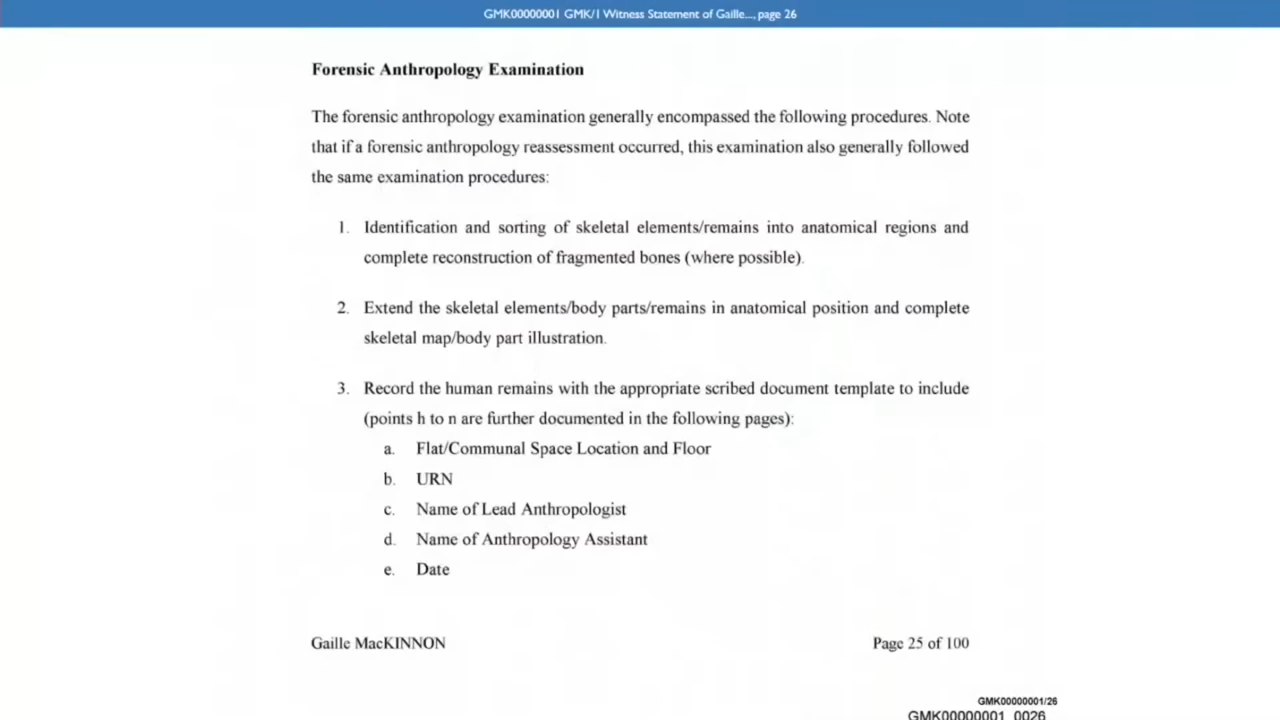 GMK00000001 GMK/1 Witness Statement of Gaille..., page 26
Forensic Anthropology Examination
The forensic anthropology examination generally encompassed the following procedures. Note
that if a forensic anthropology reassessment occurred, this examination also generally followed
the same examination procedures:
1. Identification and sorting of skeletal elements/remains into anatomical regions and
complete reconstruction of fragmented bones (where possible).
2. Extend the skeletal elements/body parts/remains in anatomical position and complete
skeletal map/body part illustration.
3. Record the human remains with the appropriate scribed document template to include
(points h to n are further documented in the following pages):
a. Flat/Communal Space Location and Floor
b. URN
c. Name of Lead Anthropologist
d. Name of Anthropology Assistant
e. Date
Gaille MacKINNON Page 25 of 100
GMK00000001/26
GMK00000001_0026